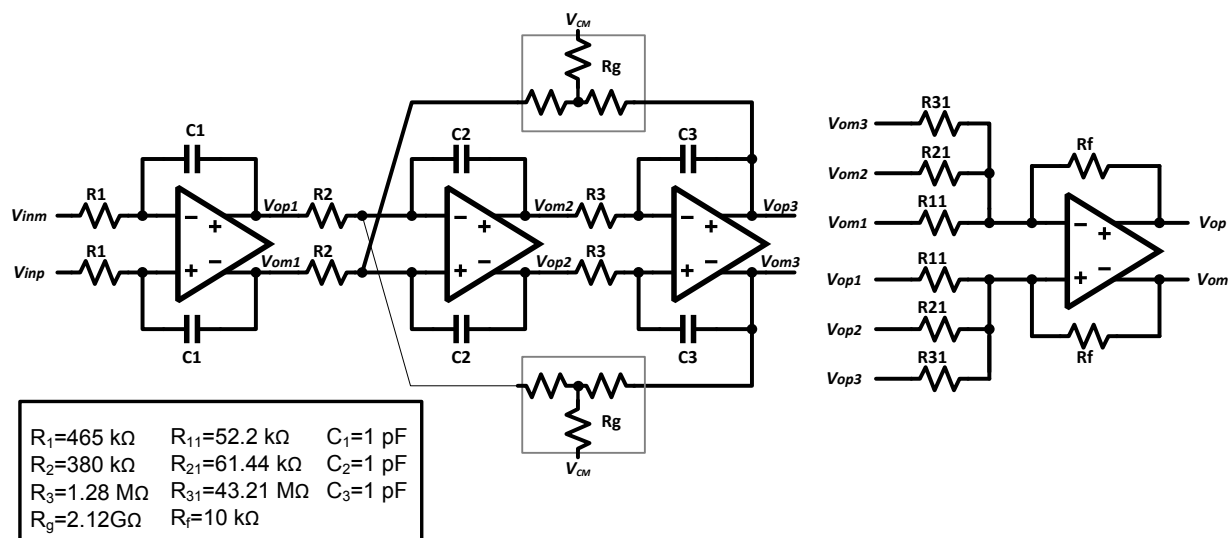 V_CM
Rg
C1
C2
C3
R1
R2
R3
V_inm
V_op1
V_om2
V_op3
R1
R2
R3
V_inp
V_om1
V_op2
V_om3
C1
C2
C3
Rg
V_CM
R31
V_om3
R21
V_om2
R11
V_om1
Rf
V_op
R11
V_op1
V_om
R21
V_op2
Rf
R31
V_op3
R₁=465 kΩ R₁₁=52.2 kΩ C₁=1 pF
R₂=380 kΩ R₂₁=61.44 kΩ C₂=1 pF
R₃=1.28 MΩ R₃₁=43.21 MΩ C₃=1 pF
R_g=2.12GΩ R_f=10 kΩ